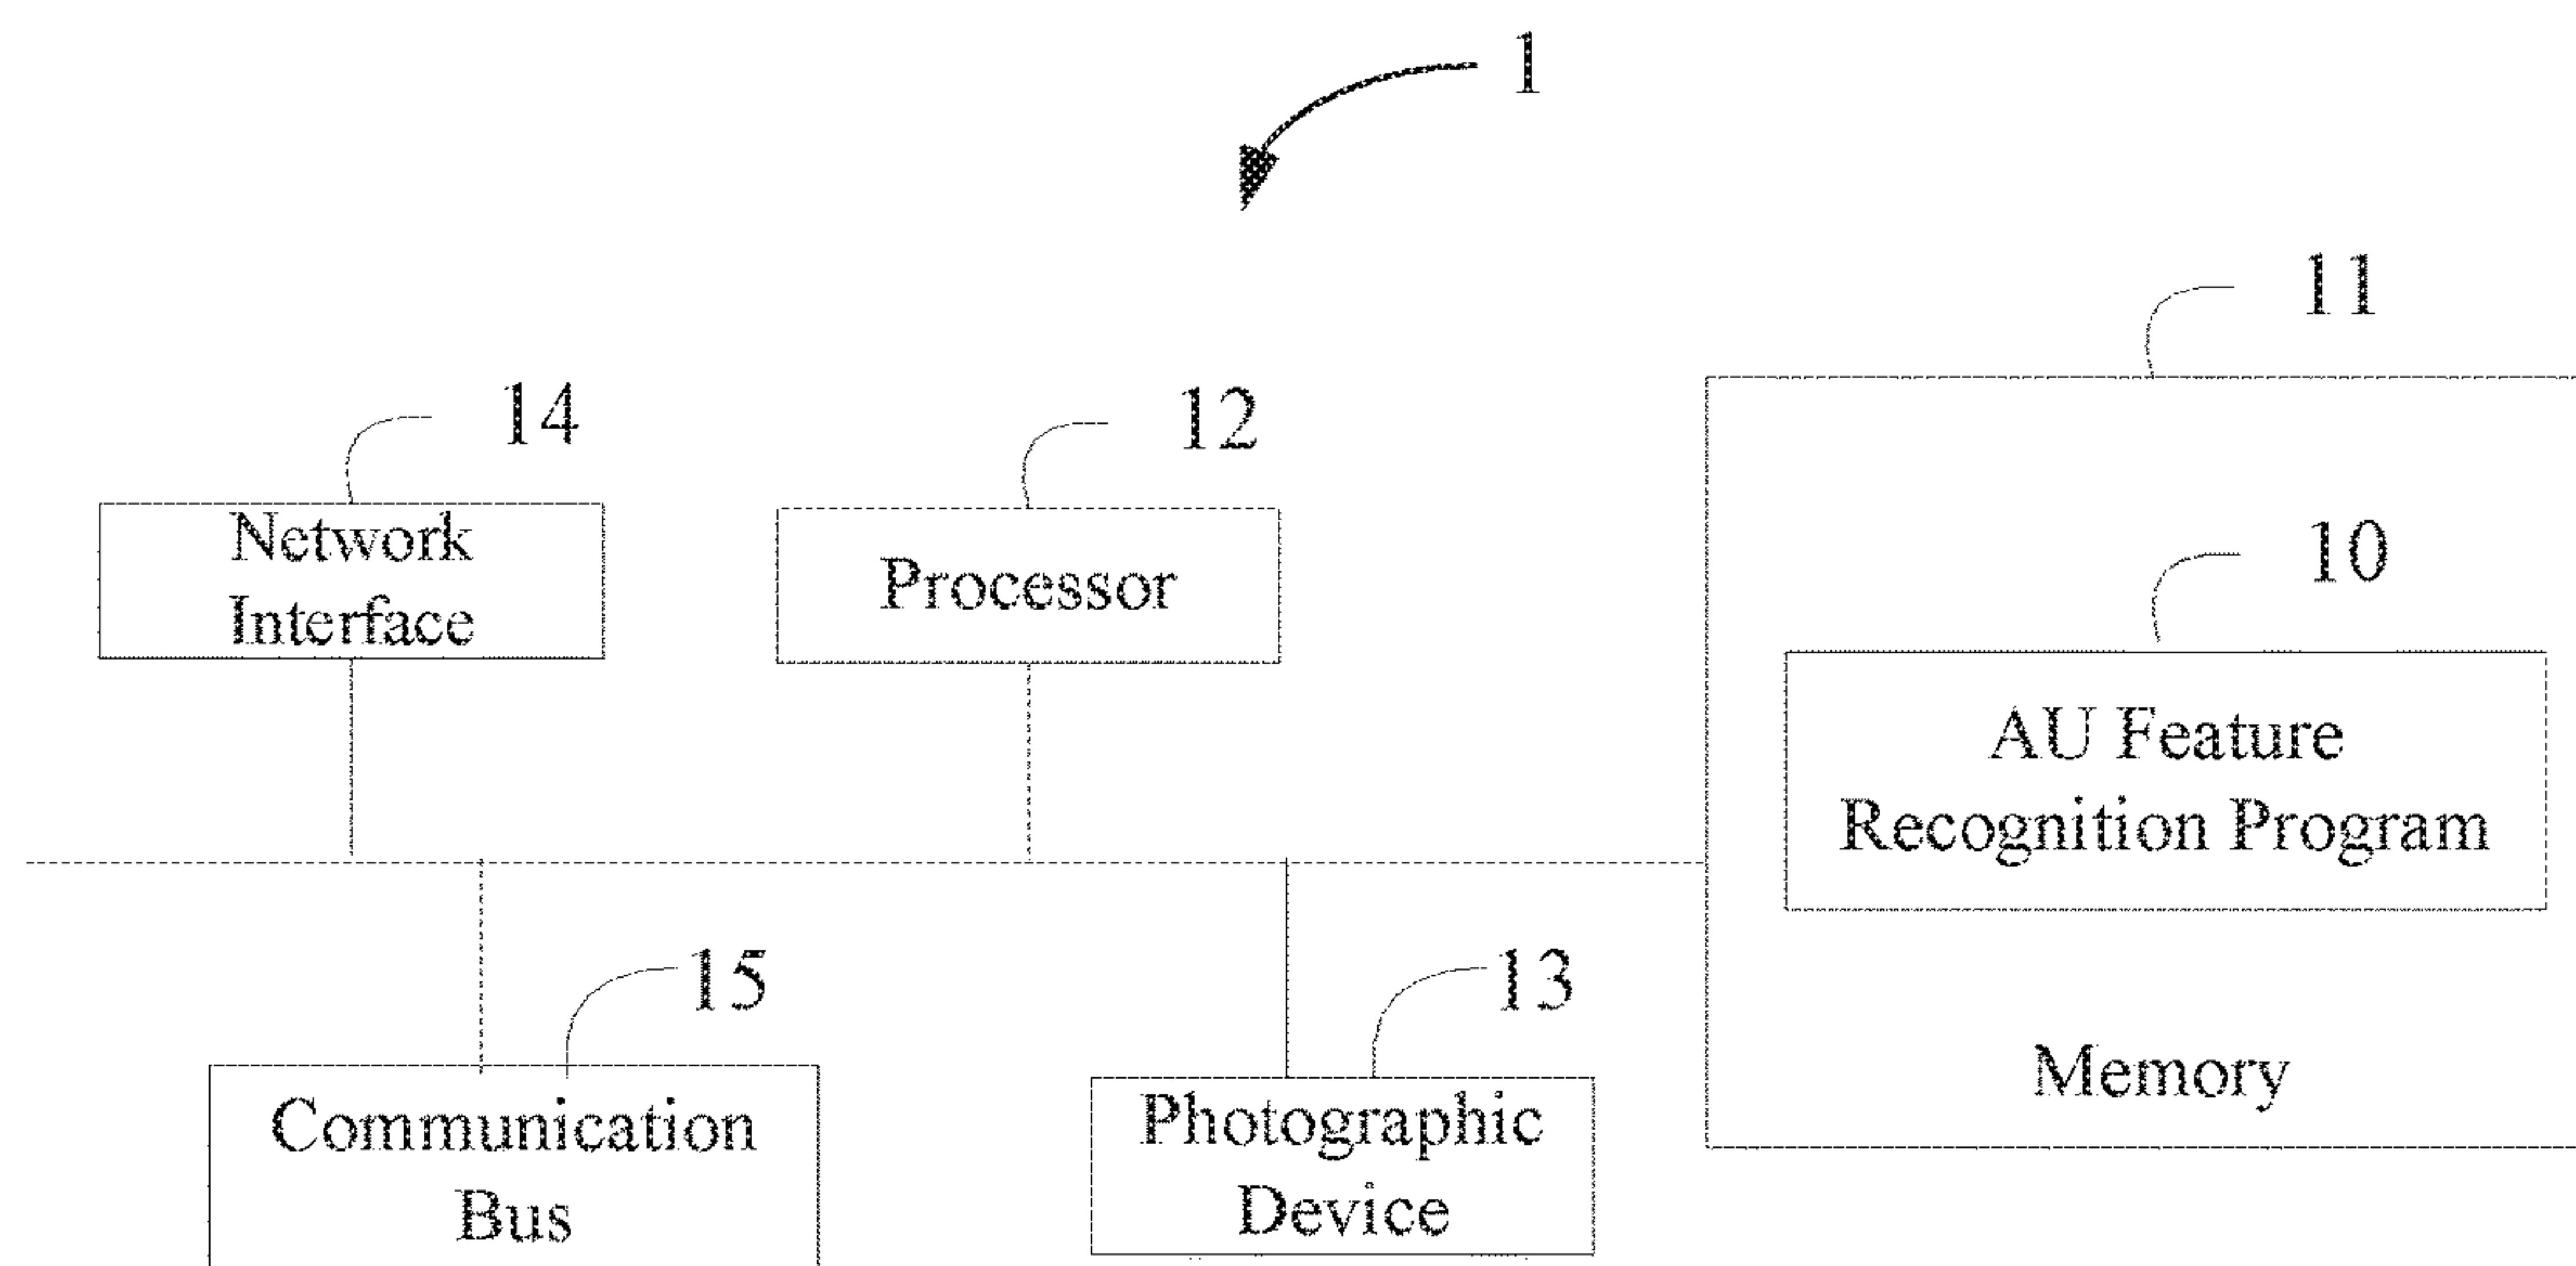 1
11
14
12
Network
Interface
Processor
10
AU Feature
Recognition Program
15
13
Memory
Communication
Bus
Photographic
Device